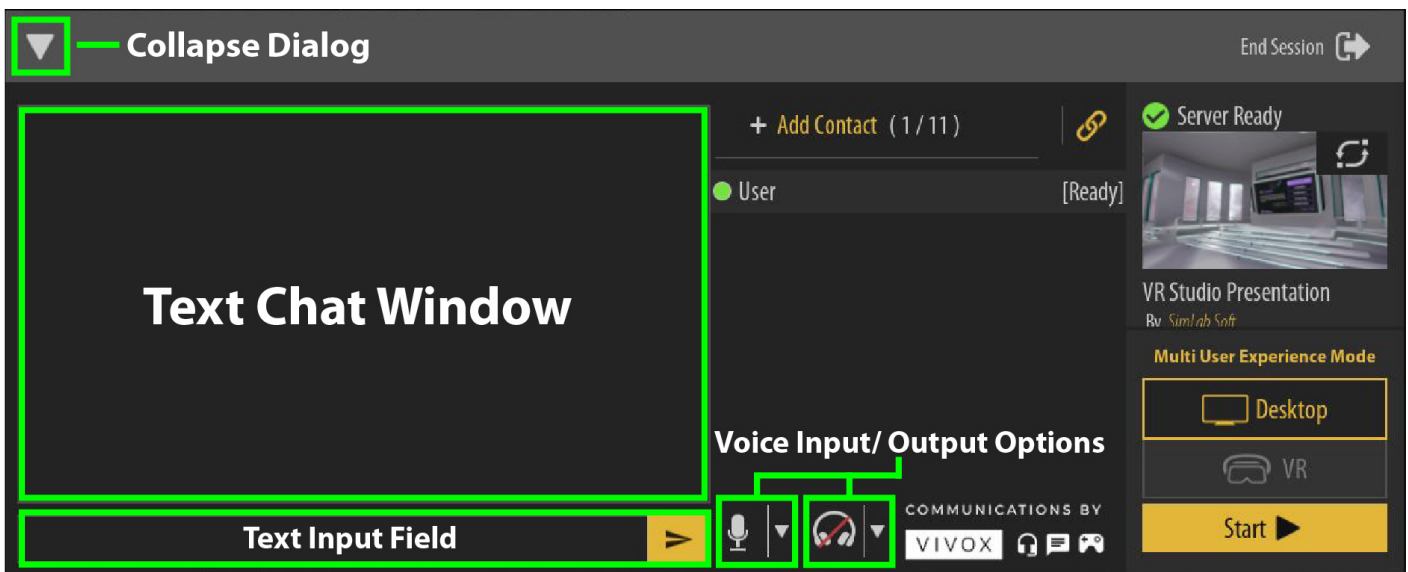 Collapse Dialog
End Session
+ Add Contact (1/11)
Server Ready
User
[Ready]
Text Chat Window
VR Studio Presentation
By SimLab Soft
Multi User Experience Mode
Desktop
VR
Start
Voice Input/ Output Options
Text Input Field
COMMUNICATIONS BY
VIVOX